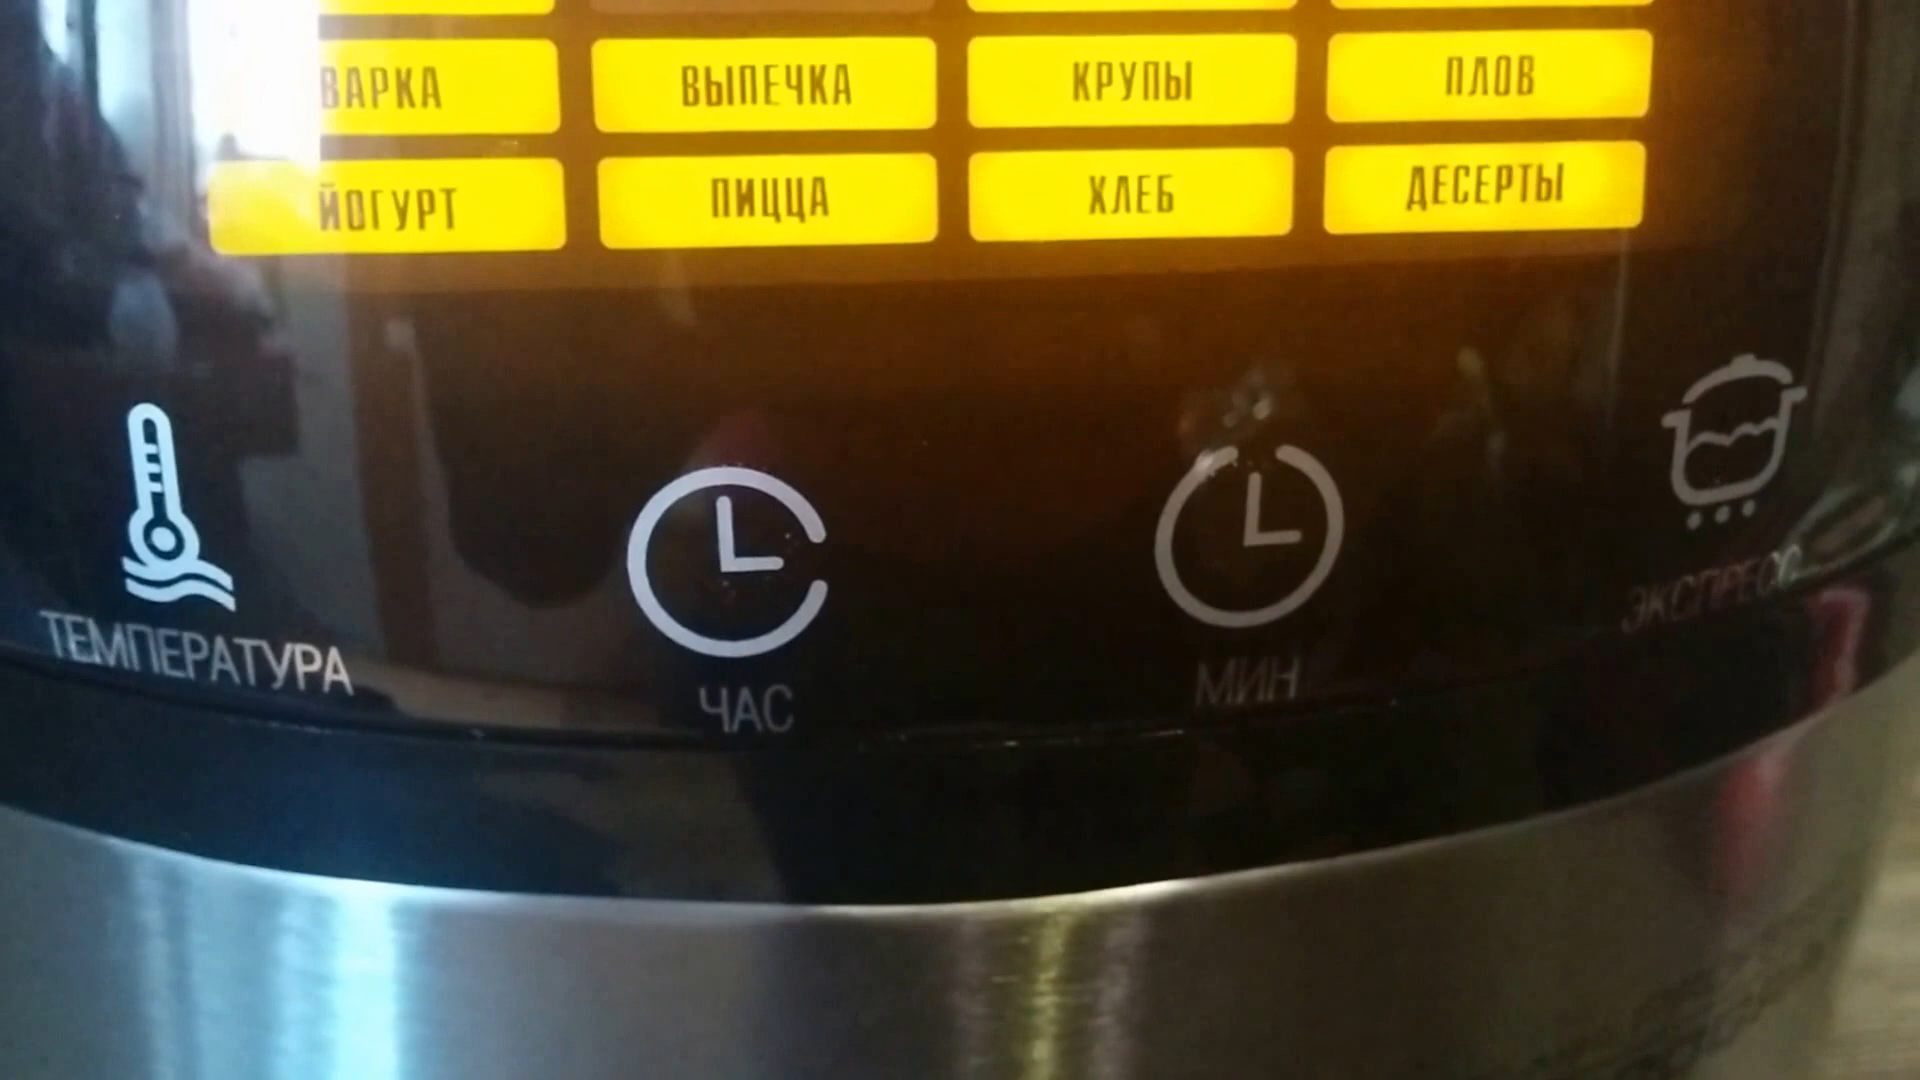 ВАРКА ВЫПЕЧКА КРУПЫ ПЛОВ
ЙОГУРТ ПИЦЦА ХЛЕБ ДЕСЕРТЫ
ТЕМПЕРАТУРА ЧАС МИН ЭКСПРЕСС